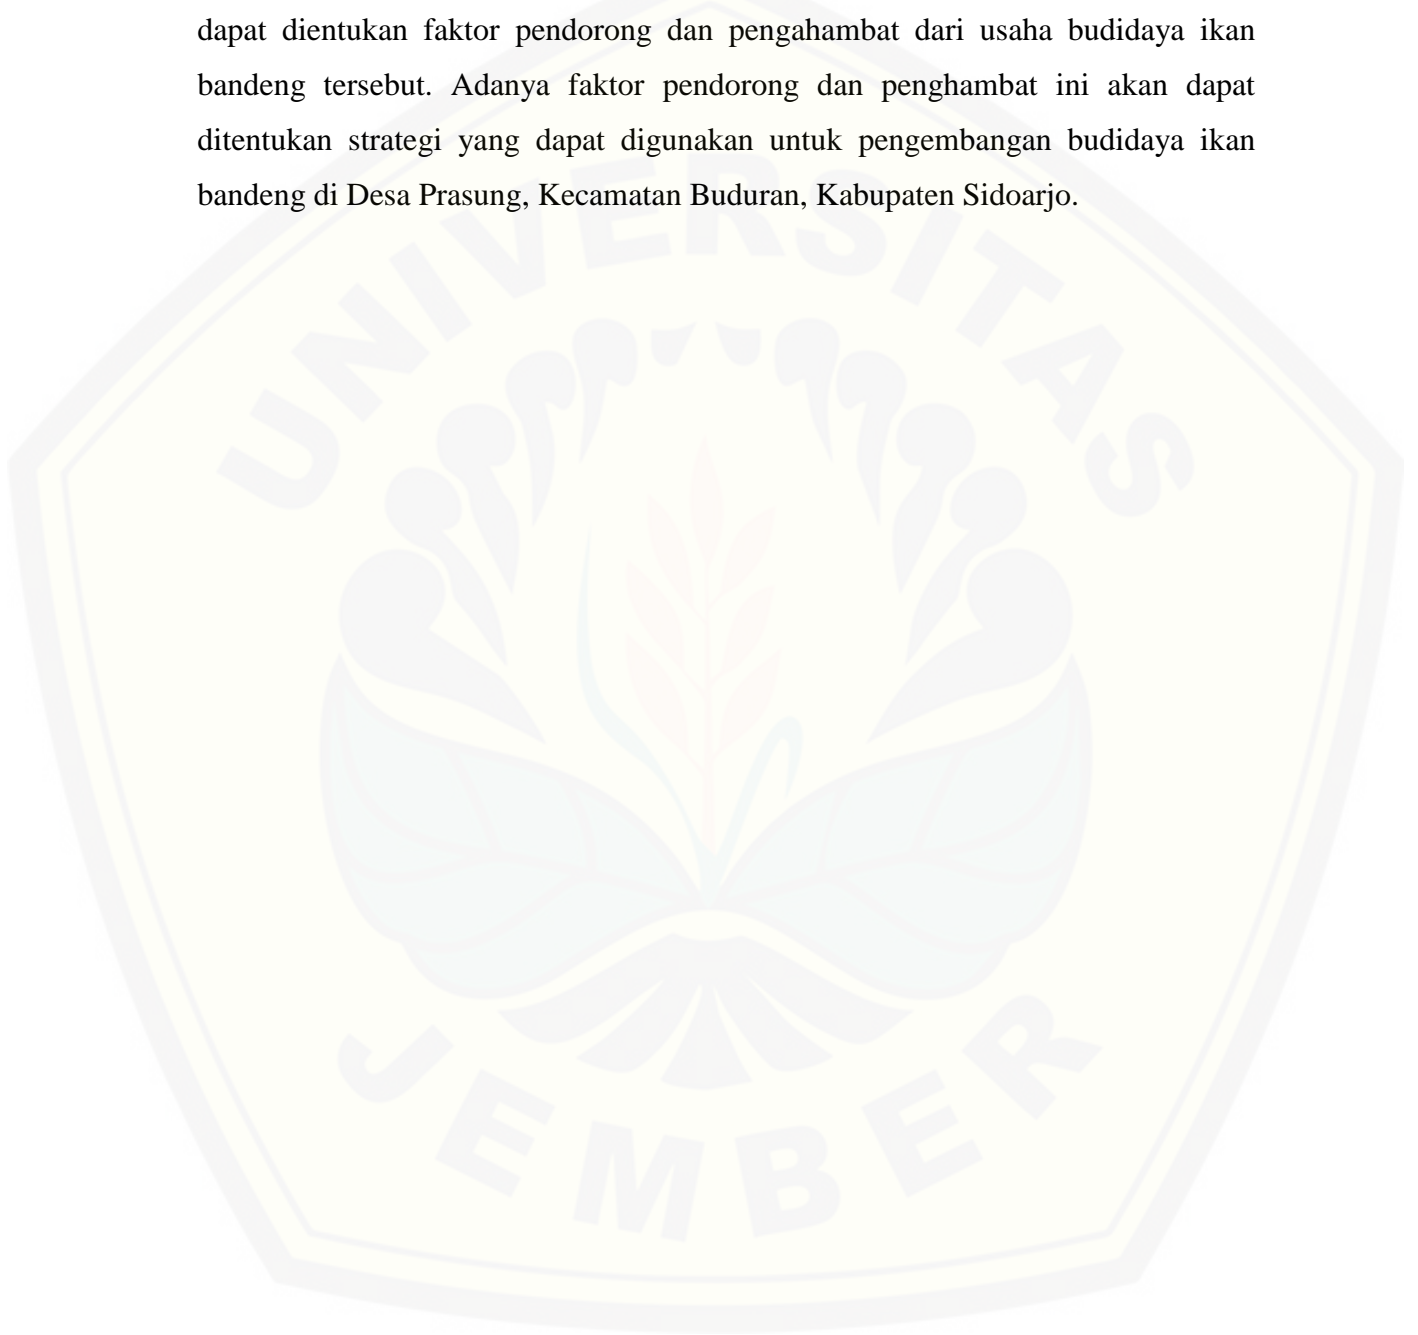 dapat dientukan faktor pendorong dan pengahambat dari usaha budidaya ikan
bandeng tersebut. Adanya faktor pendorong dan penghambat ini akan dapat
ditentukan strategi yang dapat digunakan untuk pengembangan budidaya ikan
bandeng di Desa Prasung, Kecamatan Buduran, Kabupaten Sidoarjo.
UNIVERSITAS
JEMBER